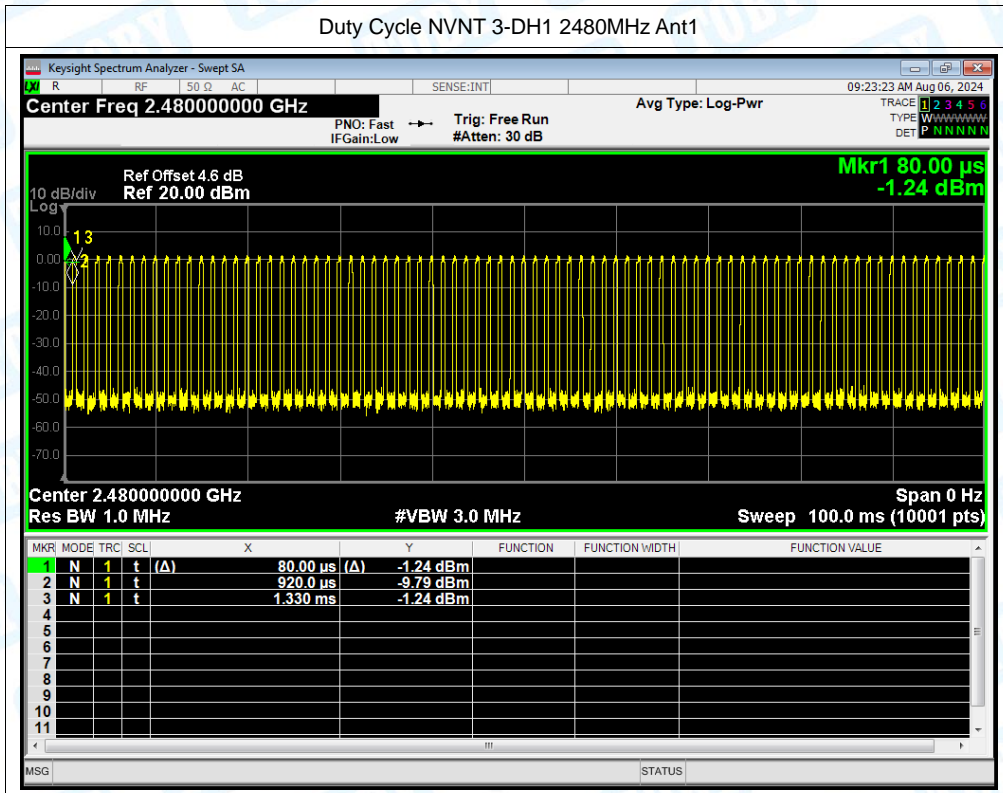 Duty Cycle NVNT 3-DH1 2480MHz Ant1
Keysight Spectrum Analyzer - Swept SA
LXI R RF 50 Ω AC SENSE:INT 09:23:23 AM Aug 06, 2024
Center Freq 2.480000000 GHz Avg Type: Log-Pwr TRACE 1 2 3 4 5 6
PNO: Fast Trig: Free Run TYPE WWWWWW
IFGain:Low #Atten: 30 dB DET P N N N N N
Mkr1 80.00 µs
-1.24 dBm
Ref Offset 4.6 dB
10 dB/div Ref 20.00 dBm
Log
10.0
0.00
-10.0
-20.0
-30.0
-40.0
-50.0
-60.0
-70.0
1 3
2
Center 2.480000000 GHz Span 0 Hz
Res BW 1.0 MHz #VBW 3.0 MHz Sweep 100.0 ms (10001 pts)
MKR MODE TRC SCL X Y FUNCTION FUNCTION WIDTH FUNCTION VALUE
1 N 1 t (Δ) 80.00 µs (Δ) -1.24 dBm
2 N 1 t 920.0 µs -9.79 dBm
3 N 1 t 1.330 ms -1.24 dBm
4
5
6
7
8
9
10
11
MSG STATUS